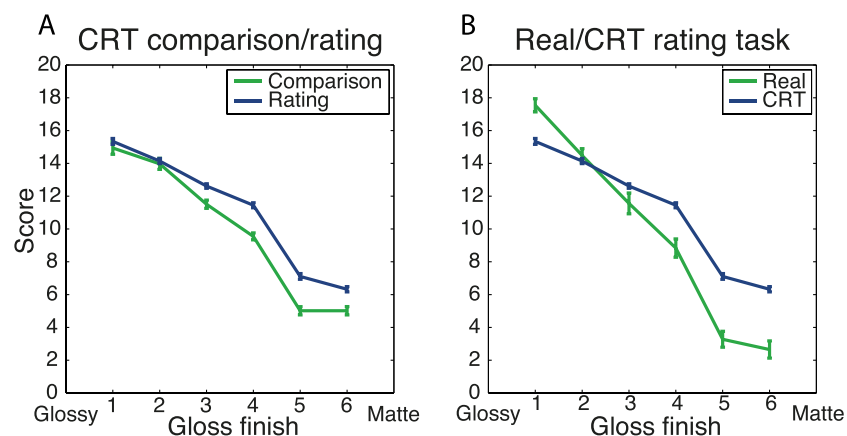 A
CRT comparison/rating
20
18
16
14
12
10
8
6
4
2
0
Score
Comparison
Rating
Glossy 1 2 3 4 5 6 Matte
Gloss finish
B
Real/CRT rating task
20
18
16
14
12
10
8
6
4
2
0
Real
CRT
Glossy 1 2 3 4 5 6 Matte
Gloss finish